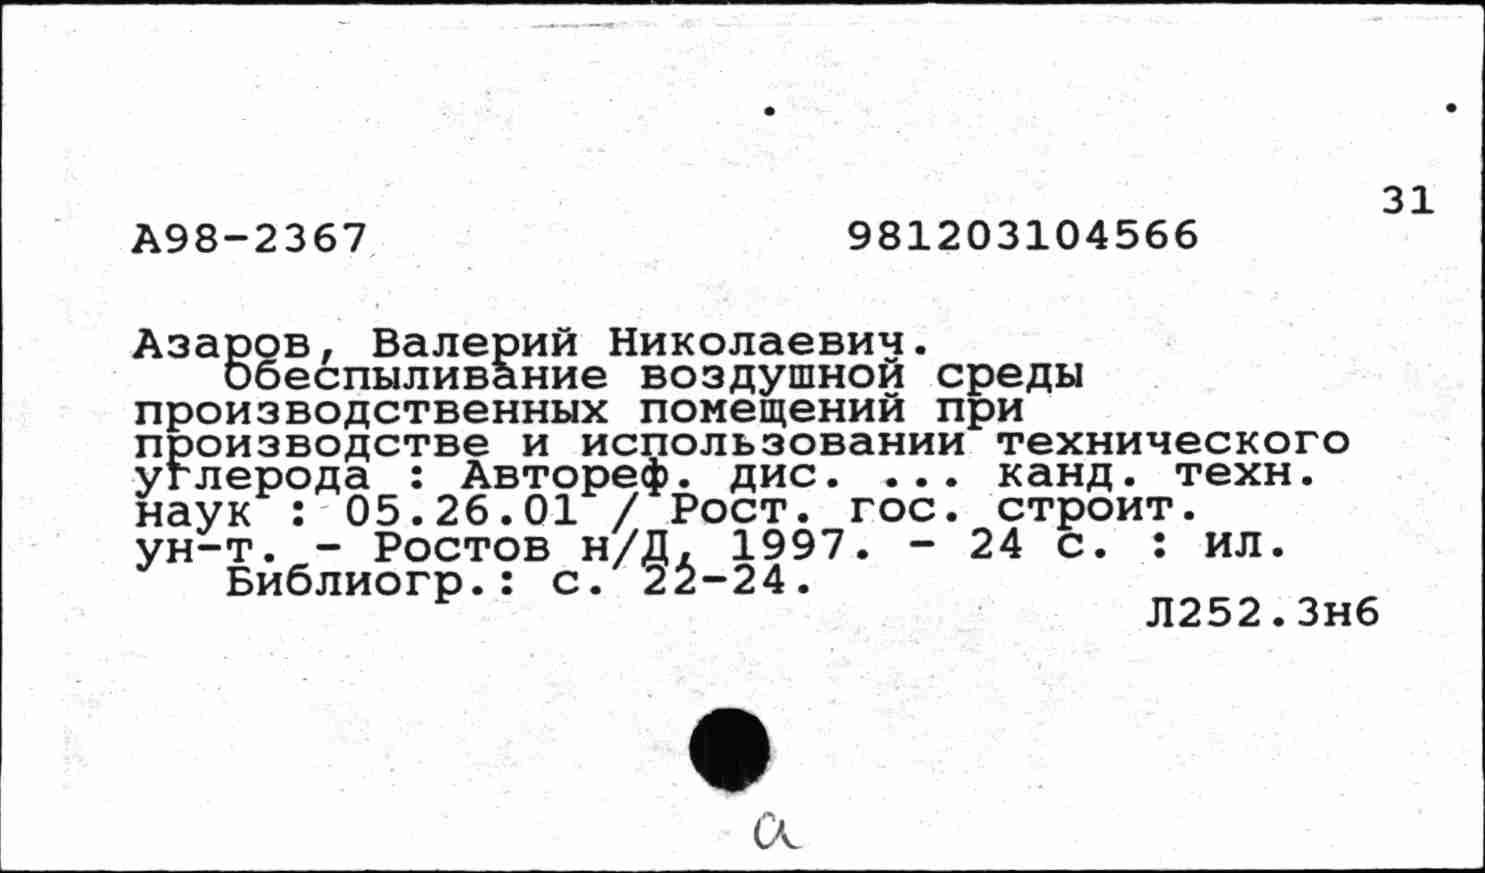 31
А98-2367 981203104566
Азаров, Валерий Николаевич.
Обеспыливание воздушной среды
производственных помещений при
производстве и использовании технического
углерода : Автореф. дис. ... канд. техн.
наук : 05.26.01 / Рост. гос. строит.
ун-т. - Ростов н/Д, 1997. - 24 с. : ил.
Библиогр.: с. 22-24.
Л252.3н6
а